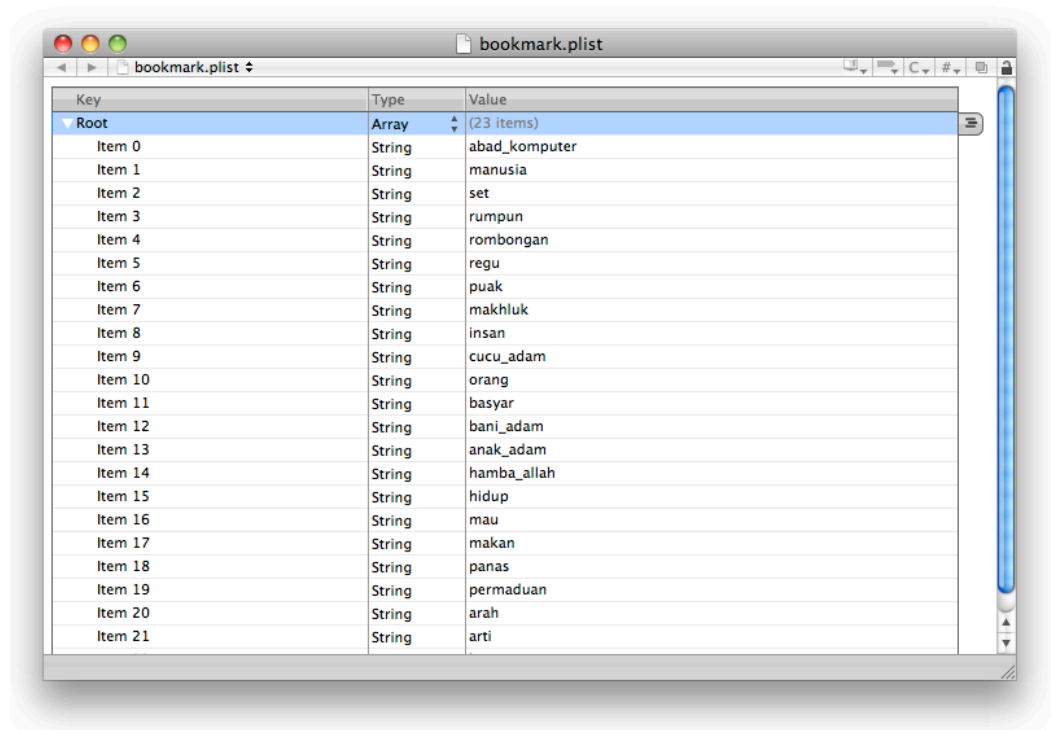 bookmark.plist
bookmark.plist C #
Key Type Value
Root Array (23 items)
Item 0 String abad_komputer
Item 1 String manusia
Item 2 String set
Item 3 String rumpun
Item 4 String rombongan
Item 5 String regu
Item 6 String puak
Item 7 String makhluk
Item 8 String insan
Item 9 String cucu_adam
Item 10 String orang
Item 11 String basyar
Item 12 String bani_adam
Item 13 String anak_adam
Item 14 String hamba_allah
Item 15 String hidup
Item 16 String mau
Item 17 String makan
Item 18 String panas
Item 19 String permaduan
Item 20 String arah
Item 21 String arti